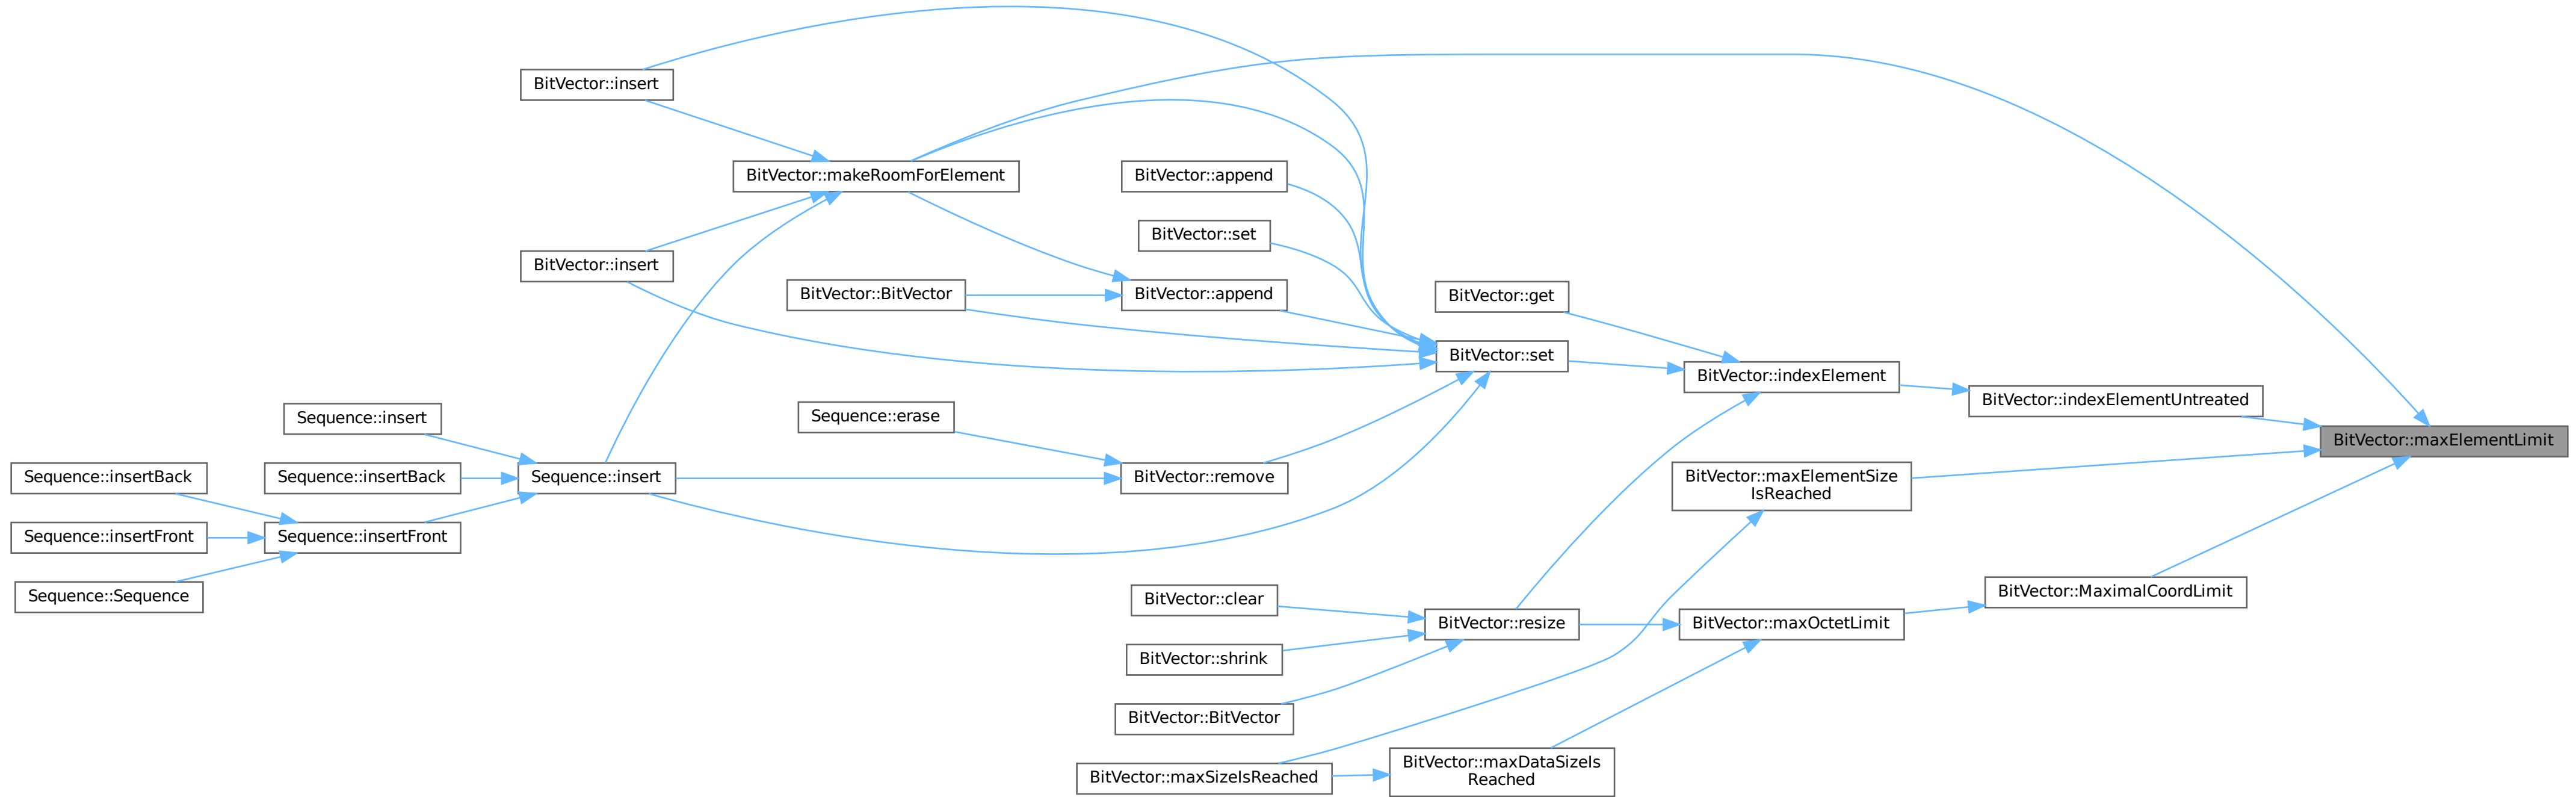 BitVector::insert
BitVector::makeRoomForElement
BitVector::append
BitVector::set
BitVector::insert
BitVector::BitVector
BitVector::append
BitVector::get
BitVector::set
BitVector::indexElement
BitVector::indexElementUntreated
BitVector::maxElementLimit
Sequence::insert
Sequence::erase
Sequence::insertBack
Sequence::insertBack
Sequence::insert
BitVector::remove
BitVector::maxElementSize
IsReached
Sequence::insertFront
Sequence::insertFront
Sequence::Sequence
BitVector::clear
BitVector::resize
BitVector::maxOctetLimit
BitVector::MaximalCoordLimit
BitVector::shrink
BitVector::BitVector
BitVector::maxSizeIsReached
BitVector::maxDataSizeIs
Reached